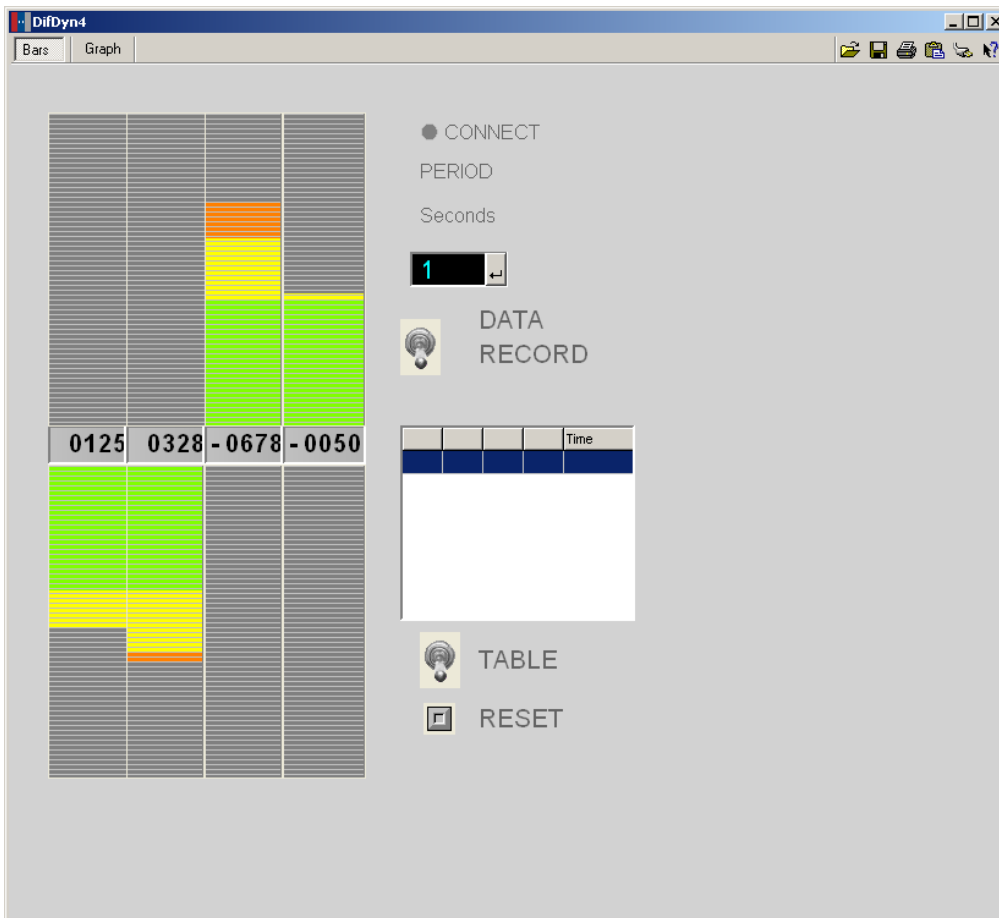 DifDyn4
Bars Graph
CONNECT
PERIOD
Seconds
1
DATA
RECORD
0125 0328 -0678 -0050
Time
TABLE
RESET